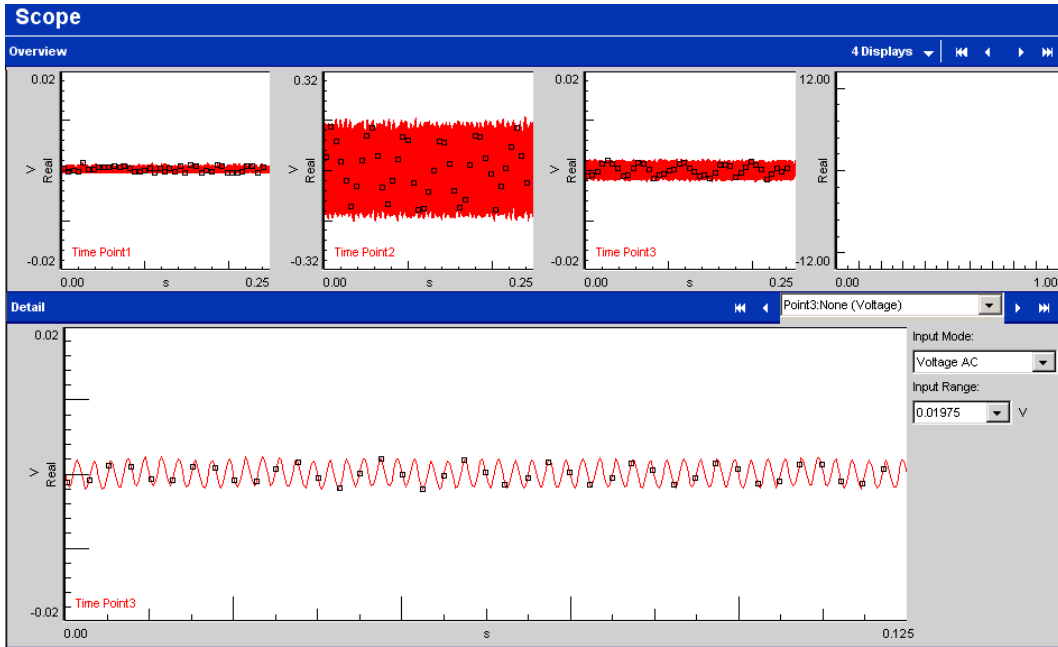 Scope
Overview
4 Displays
0.02
V
Real
-0.02
Time Point1
0.00 s 0.25
0.32
V
Real
-0.32
Time Point2
0.00 s 0.25
0.02
V
Real
-0.02
Time Point3
0.00 s 0.25
12.00
Real
-12.00
0.00 1.00
Detail
Point3:None (Voltage)
0.02
V
Real
-0.02
Time Point3
0.00 s 0.125
Input Mode:
Voltage AC
Input Range:
0.01975 V